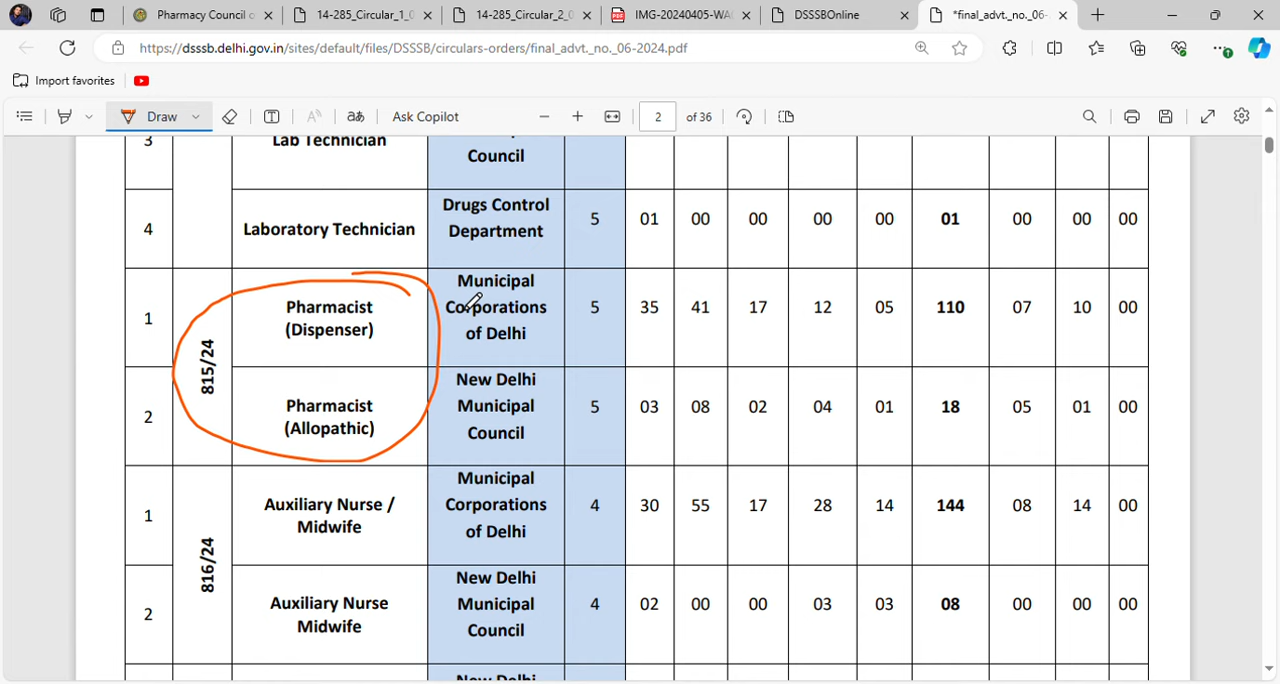 Pharmacy Council o
14-285_Circular_1_0
14-285_Circular_2_0
IMG-20240405-WA0
DSSSBOnline
*final_advt._no._06-
https://dsssb.delhi.gov.in/sites/default/files/DSSSB/circulars-orders/final_advt._no._06-2024.pdf
Import favorites
Draw
Ask Copilot
2 of 36
3 Lab Technician Council
4 Laboratory Technician Drugs Control Department 5 01 00 00 00 00 01 00 00 00
815/24
1 Pharmacist (Dispenser) Municipal Corporations of Delhi 5 35 41 17 12 05 110 07 10 00
2 Pharmacist (Allopathic) New Delhi Municipal Council 5 03 08 02 04 01 18 05 01 00
816/24
1 Auxiliary Nurse / Midwife Municipal Corporations of Delhi 4 30 55 17 28 14 144 08 14 00
2 Auxiliary Nurse Midwife New Delhi Municipal Council 4 02 00 00 03 03 08 00 00 00
New Delhi